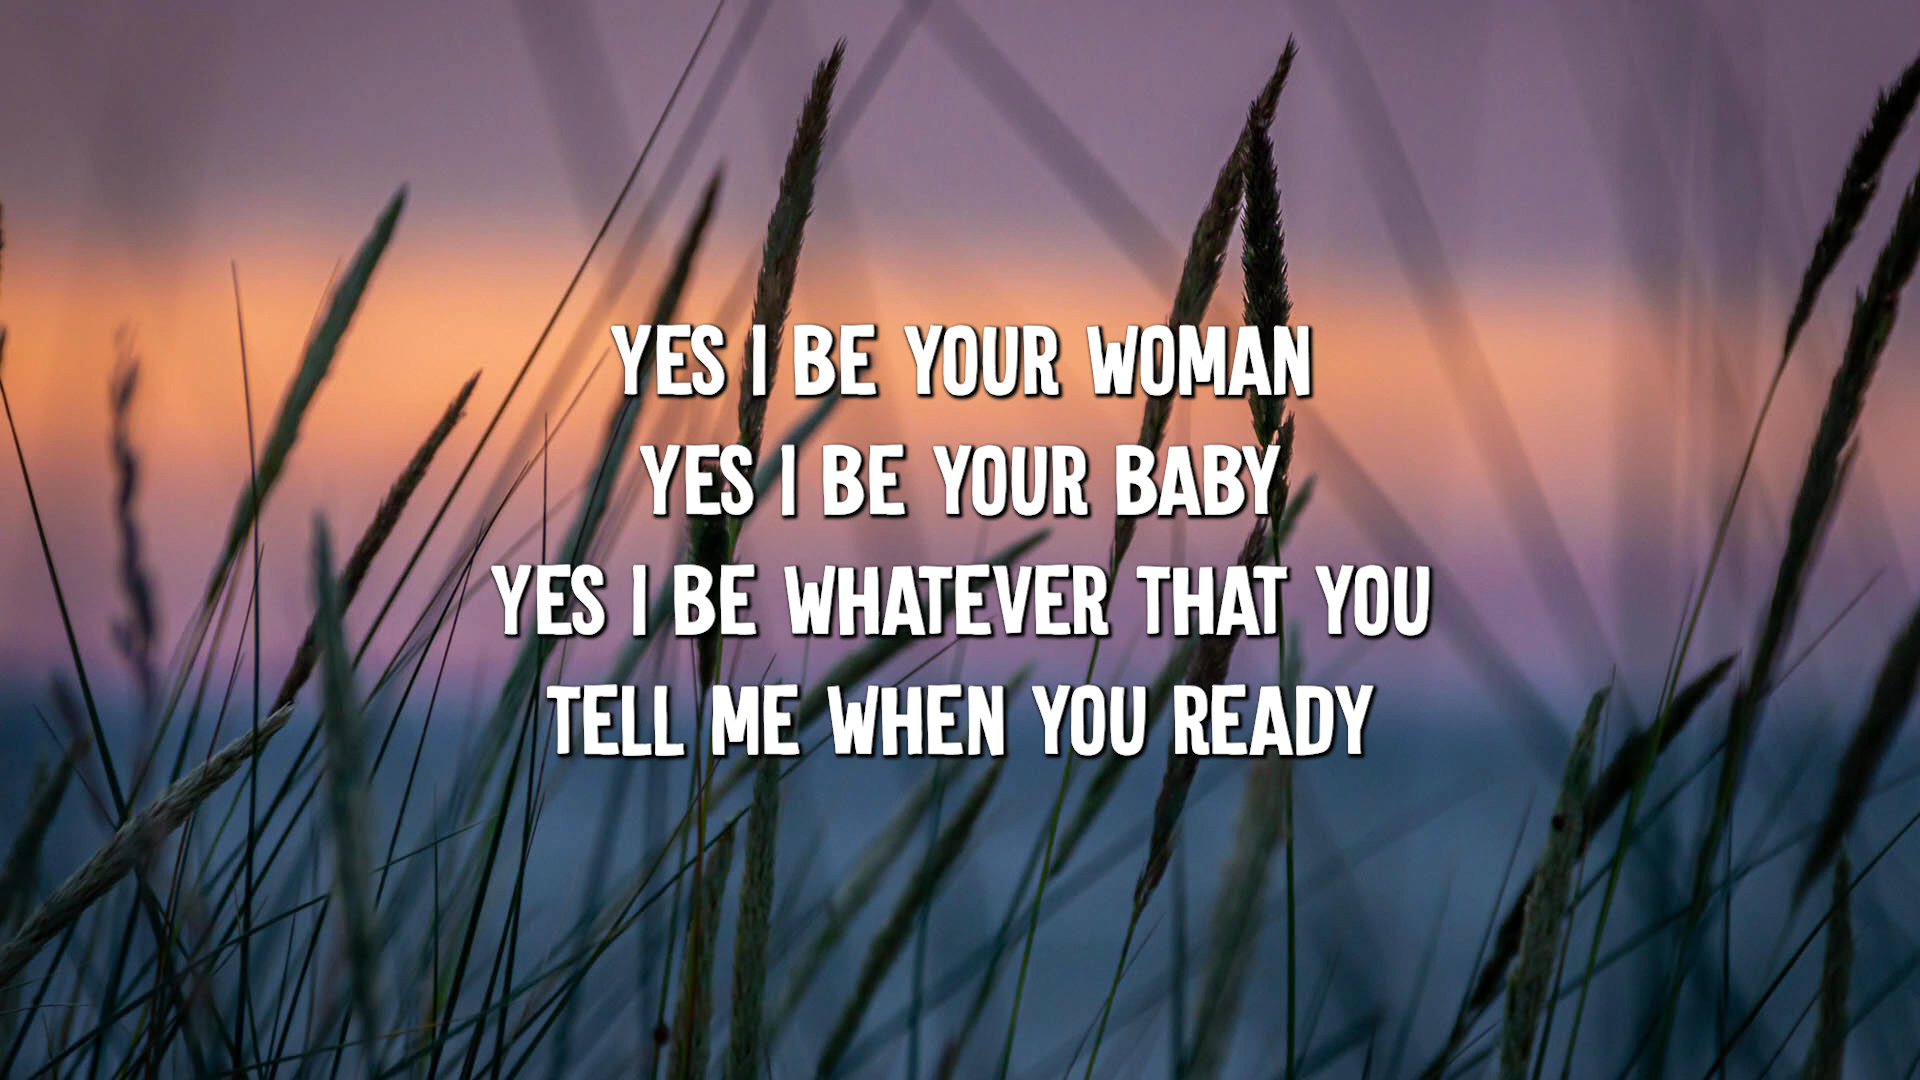 YES I BE YOUR WOMAN
YES I BE YOUR BABY
YES I BE WHATEVER THAT YOU
TELL ME WHEN YOU READY